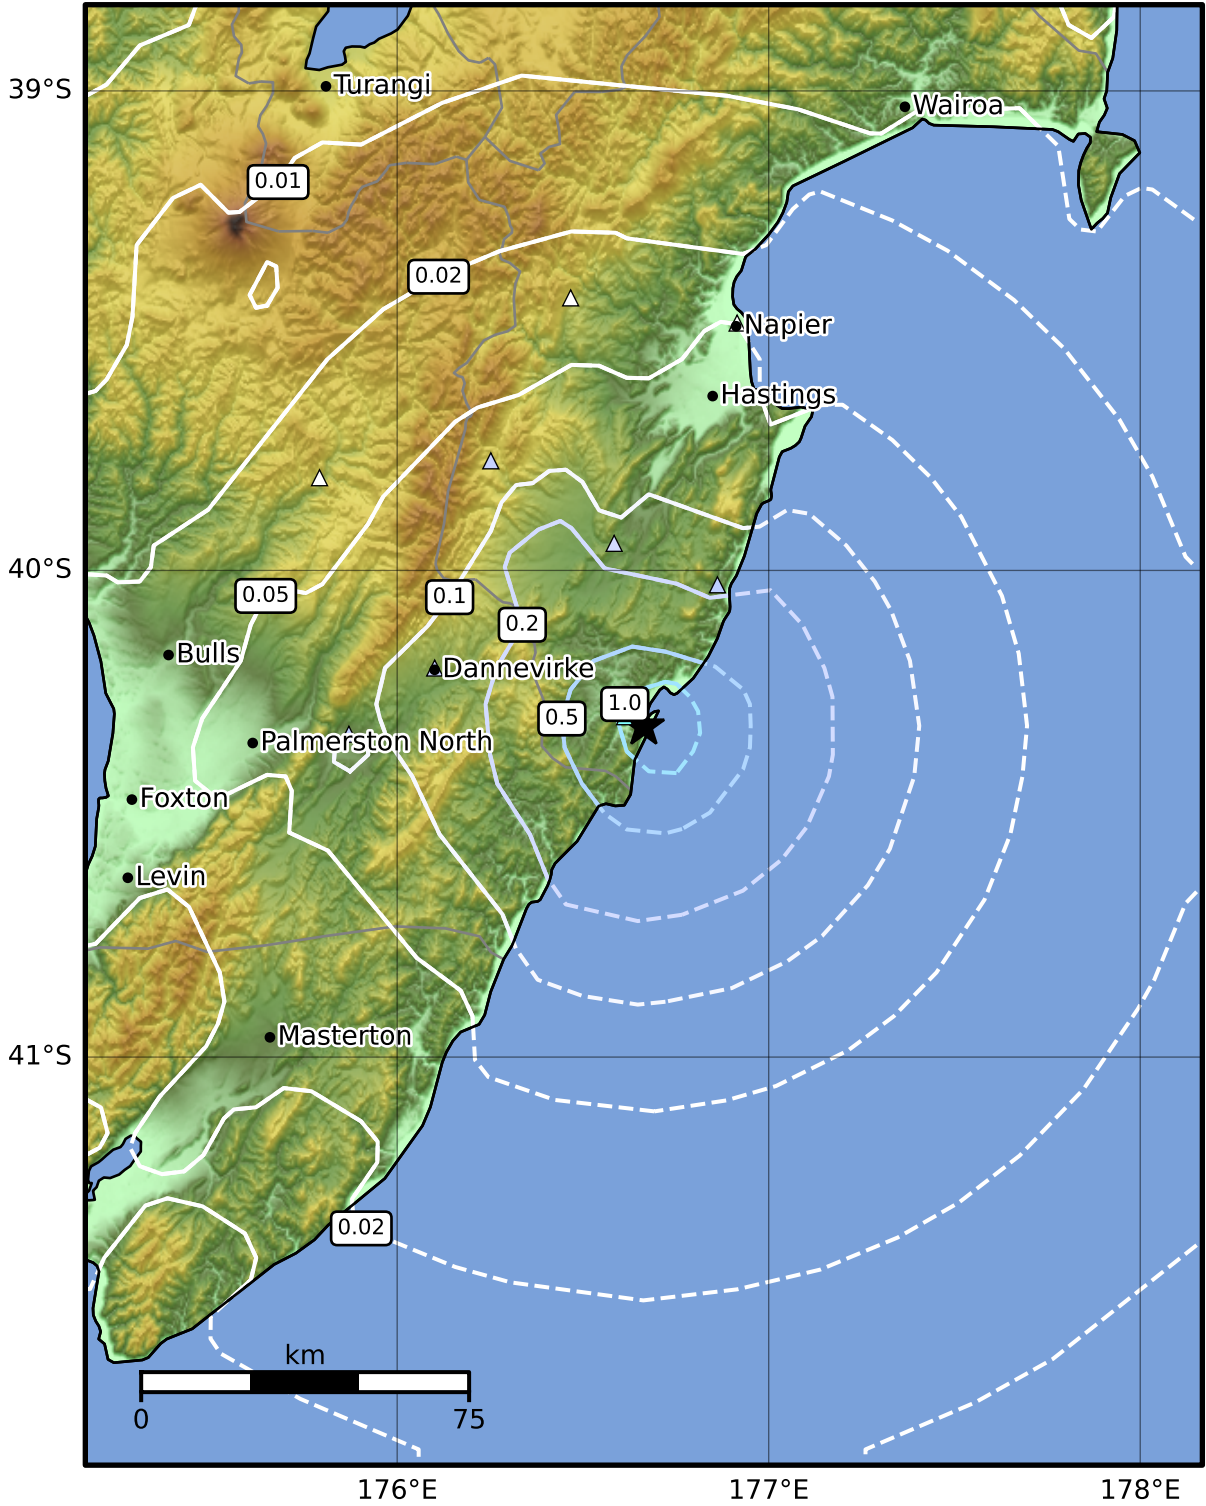 39°S
Turangi
Wairoa
0.01
0.02
Napier
Hastings
40°S
0.05
0.1
0.2
Bulls
Dannevirke
1.0
0.5
Palmerston North
Foxton
Levin
Masterton
41°S
0.02
km
0 75
176°E 177°E 178°E